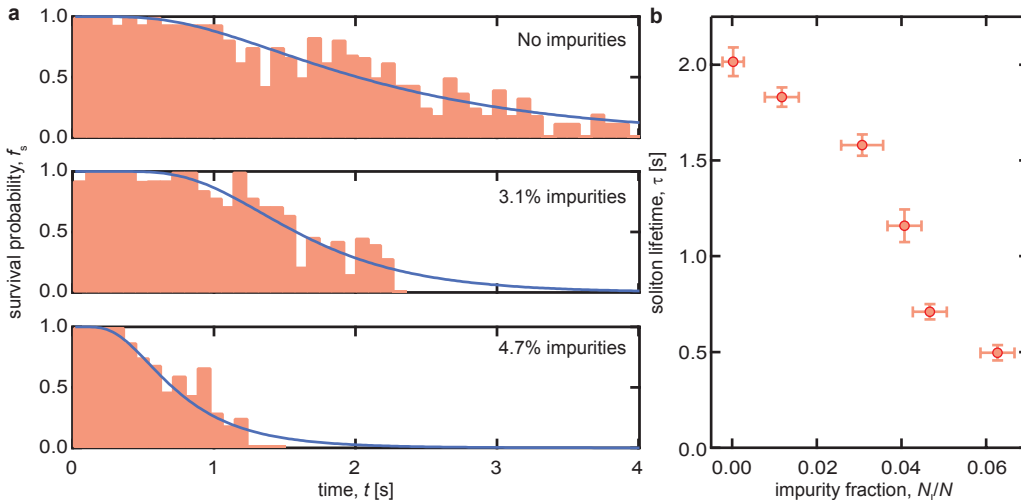 a
No impurities
1.0
0.5
0.0
3.1% impurities
1.0
0.5
0.0
4.7% impurities
1.0
0.5
0.0
0 1 2 3 4
survival probability, fs
time, t [s]
b
2.0
1.5
1.0
0.5
0.0
0.00 0.02 0.04 0.06
soliton lifetime, τ [s]
impurity fraction, NI/N